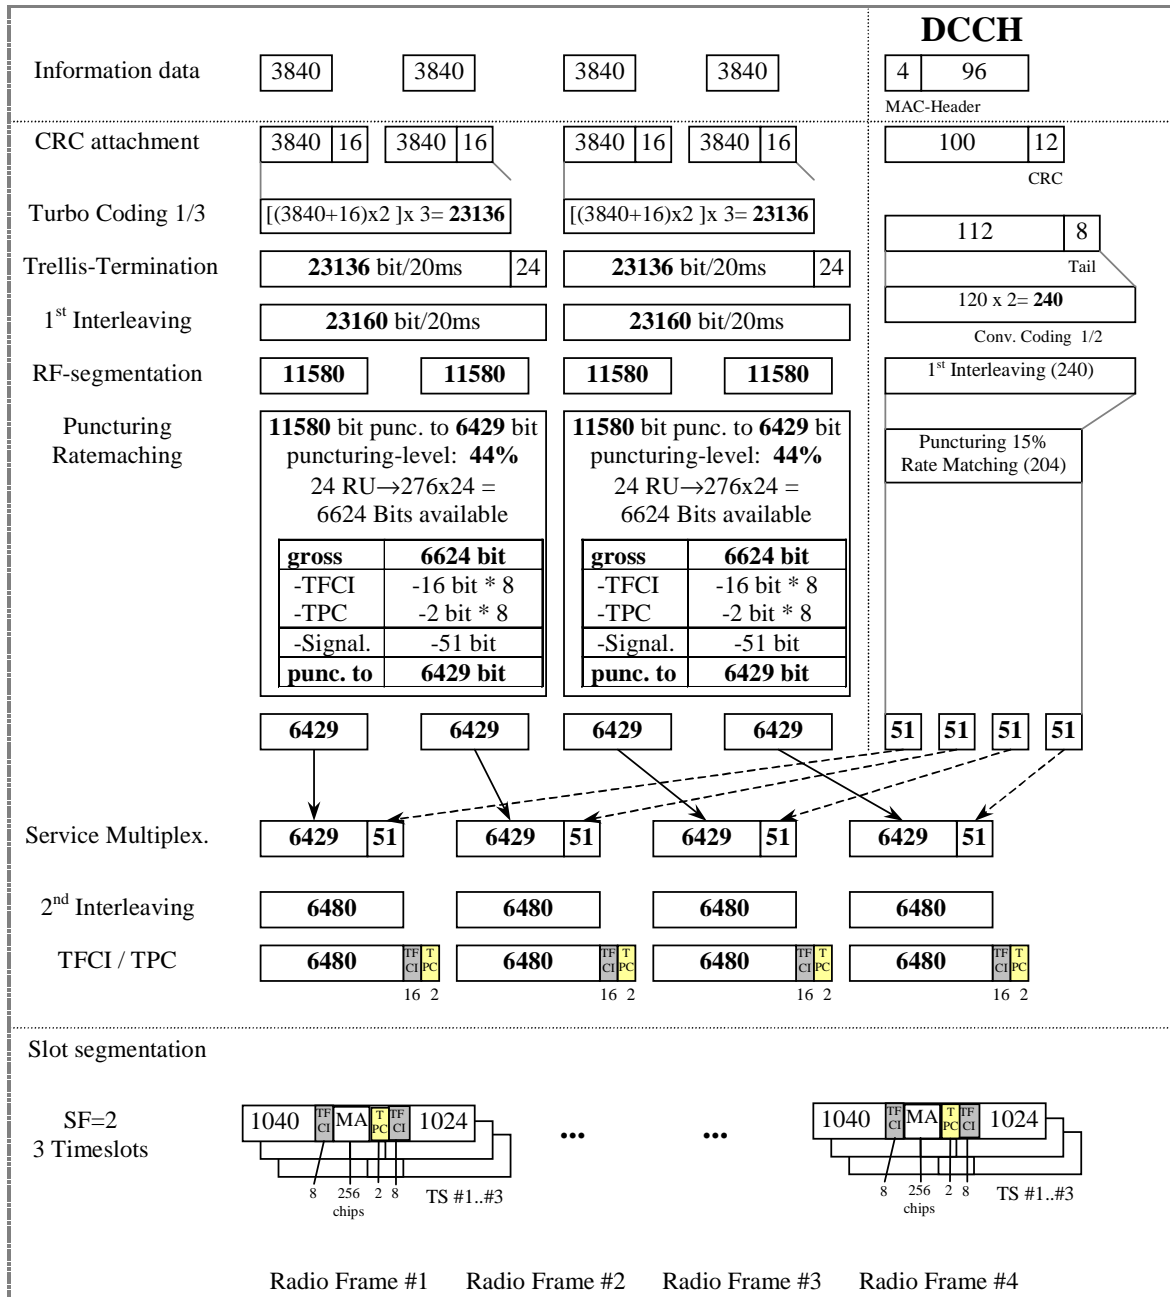 DCCH
Information data 3840 3840 3840 3840 4 96
MAC-Header
CRC attachment 3840 16 3840 16 3840 16 3840 16 100 12
CRC
Turbo Coding 1/3 [(3840+16)x2 ]x 3= 23136 [(3840+16)x2 ]x 3= 23136
112 8
Trellis-Termination 23136 bit/20ms 24 23136 bit/20ms 24
Tail
120 x 2= 240
1st Interleaving 23160 bit/20ms 23160 bit/20ms
Conv. Coding 1/2
RF-segmentation 11580 11580 11580 11580 1st Interleaving (240)
Puncturing
Ratemaching
11580 bit punc. to 6429 bit
puncturing-level: 44%
24 RU→276x24 =
6624 Bits available
gross 6624 bit
-TFCI -16 bit * 8
-TPC -2 bit * 8
-Signal. -51 bit
punc. to 6429 bit
11580 bit punc. to 6429 bit
puncturing-level: 44%
24 RU→276x24 =
6624 Bits available
gross 6624 bit
-TFCI -16 bit * 8
-TPC -2 bit * 8
-Signal. -51 bit
punc. to 6429 bit
Puncturing 15%
Rate Matching (204)
6429 6429 6429 6429 51 51 51 51
Service Multiplex. 6429 51 6429 51 6429 51 6429 51
2nd Interleaving 6480 6480 6480 6480
TFCI / TPC 6480 TF CI T PC 6480 TF CI T PC 6480 TF CI T PC 6480 TF CI T PC
16 2 16 2 16 2 16 2
Slot segmentation
SF=2
3 Timeslots
1040 TF CI MA T PC TF CI 1024 ... ... 1040 TF CI MA T PC TF CI 1024
8 256 2 8 TS #1..#3 8 256 2 8 TS #1..#3
chips chips
Radio Frame #1 Radio Frame #2 Radio Frame #3 Radio Frame #4